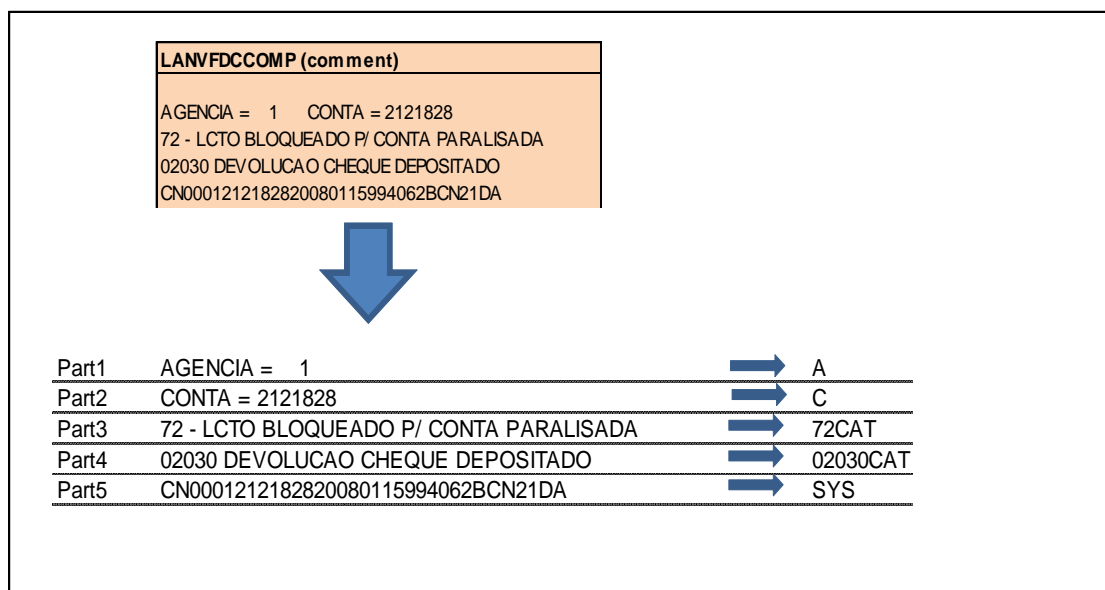 LANVFDCCOMP (comment)
AGENCIA = 1 CONTA = 2121828
72 - LCTO BLOQUEADO P/ CONTA PARALISADA
02030 DEVOLUCAO CHEQUE DEPOSITADO
CN0001212182820080115994062BCN21DA
Part1 AGENCIA = 1 A
Part2 CONTA = 2121828 C
Part3 72 - LCTO BLOQUEADO P/ CONTA PARALISADA 72CAT
Part4 02030 DEVOLUCAO CHEQUE DEPOSITADO 02030CAT
Part5 CN0001212182820080115994062BCN21DA SYS